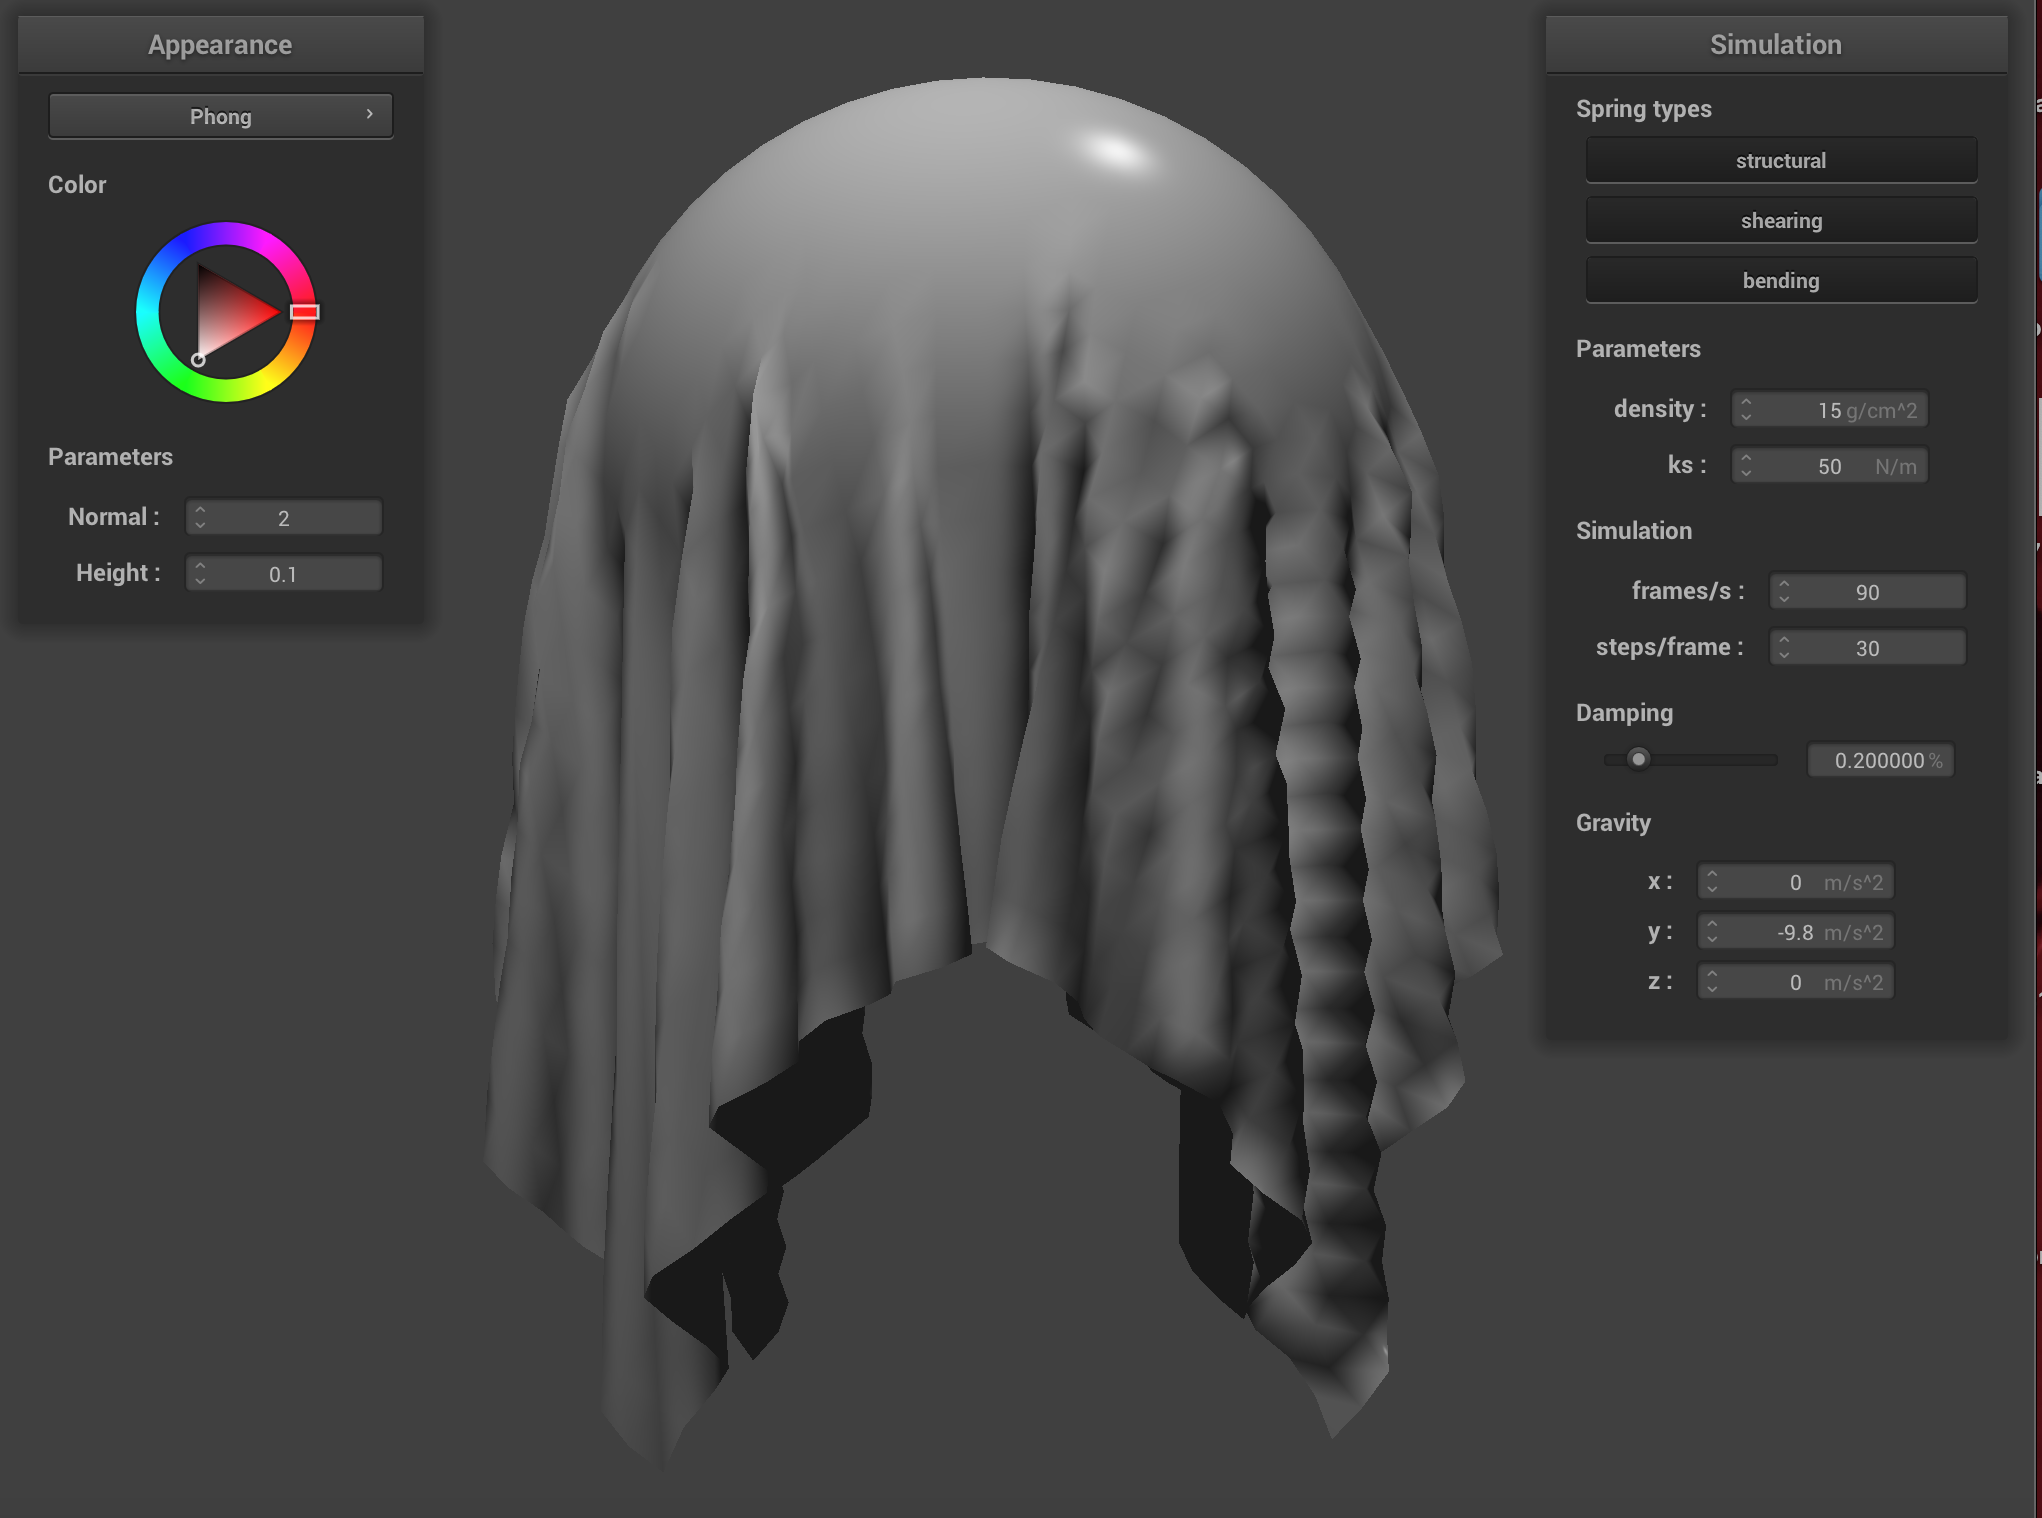 Appearance
Phong
Color
Parameters
Normal : 2
Height : 0.1
Simulation
Spring types
structural
shearing
bending
Parameters
density : 15 g/cm^2
ks : 50 N/m
Simulation
frames/s : 90
steps/frame : 30
Damping
0.200000 %
Gravity
x : 0 m/s^2
y : -9.8 m/s^2
z : 0 m/s^2